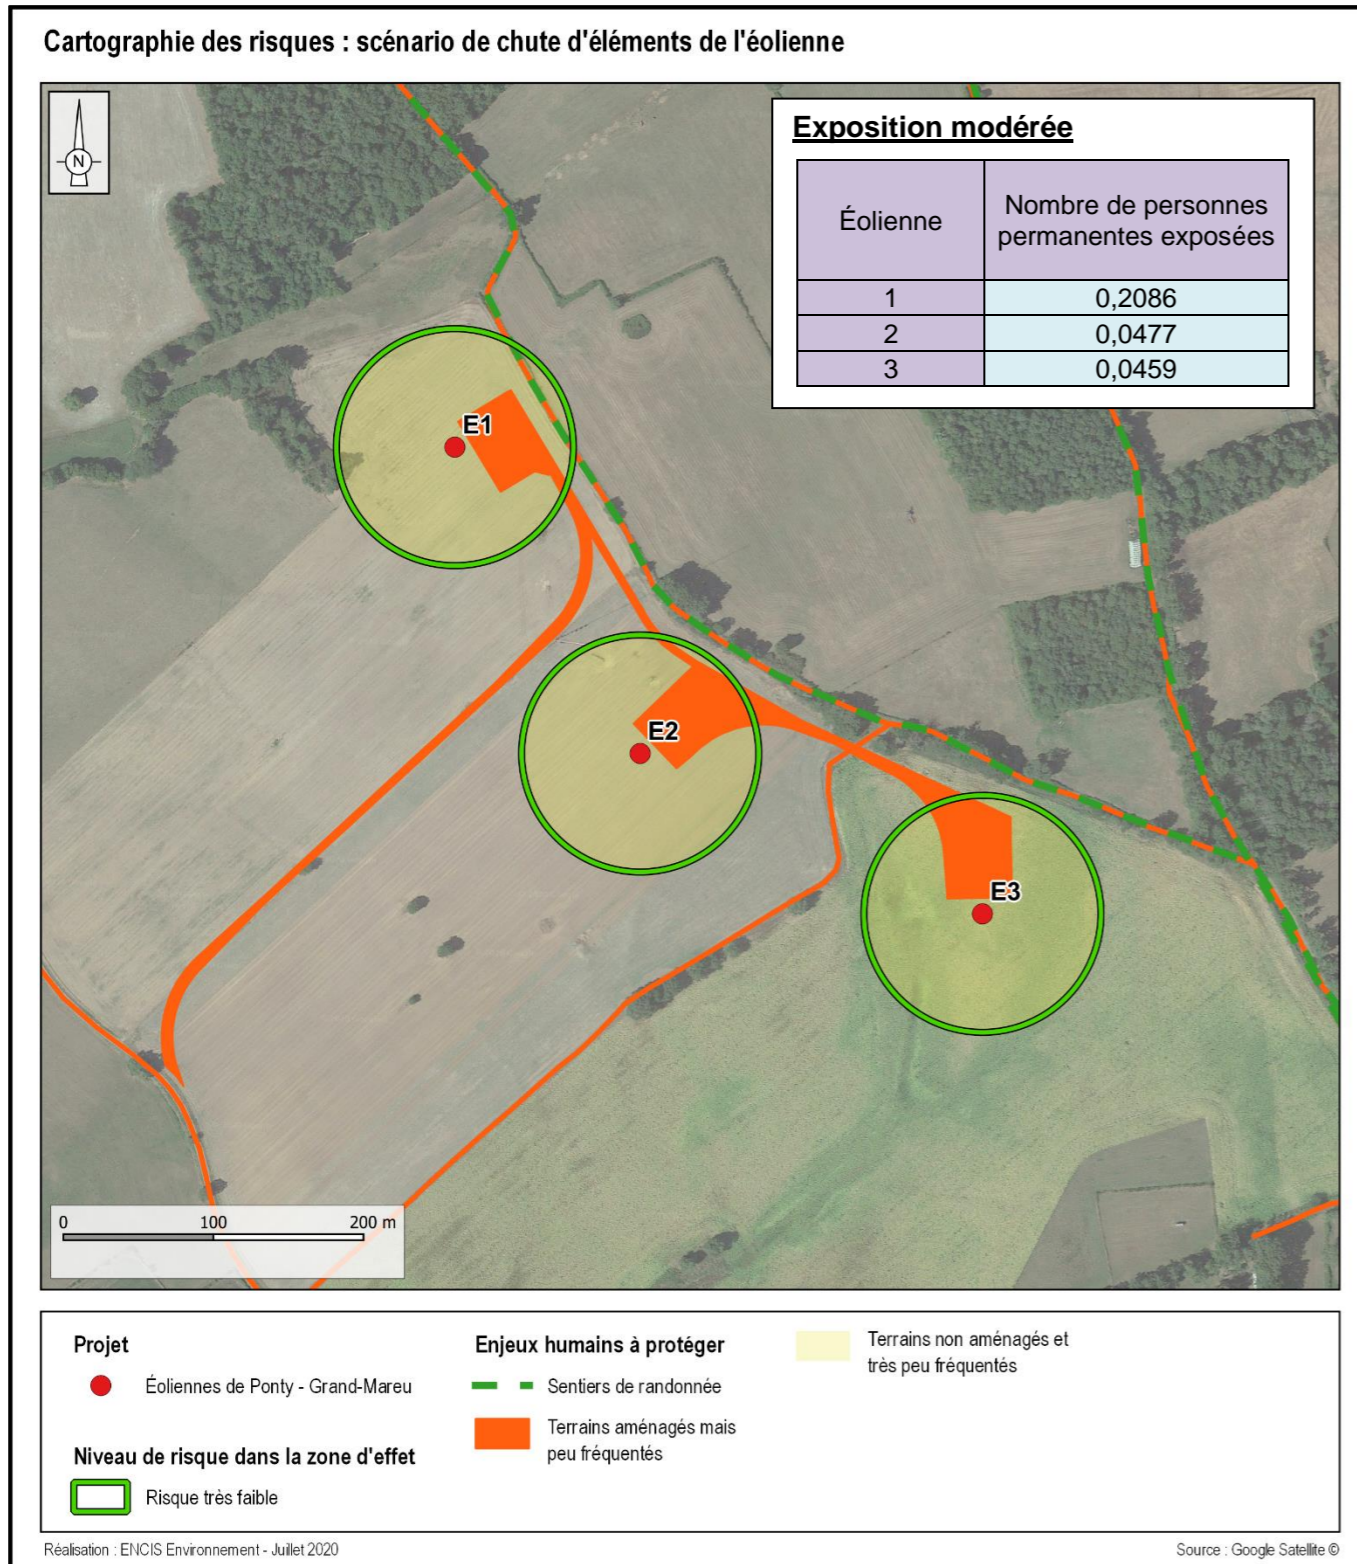 Cartographie des risques : scénario de chute d'éléments de l'éolienne
N
Exposition modérée
Éolienne
Nombre de personnes
permanentes exposées
1
0,2086
2
0,0477
3
0,0459
E1
E2
E3
0
100
200 m
Projet
Éoliennes de Ponty - Grand-Mareu
Niveau de risque dans la zone d'effet
Risque très faible
Enjeux humains à protéger
Sentiers de randonnée
Terrains aménagés mais
peu fréquentés
Terrains non aménagés et
très peu fréquentés
Réalisation : ENCIS Environnement - Juillet 2020
Source : Google Satellite ©